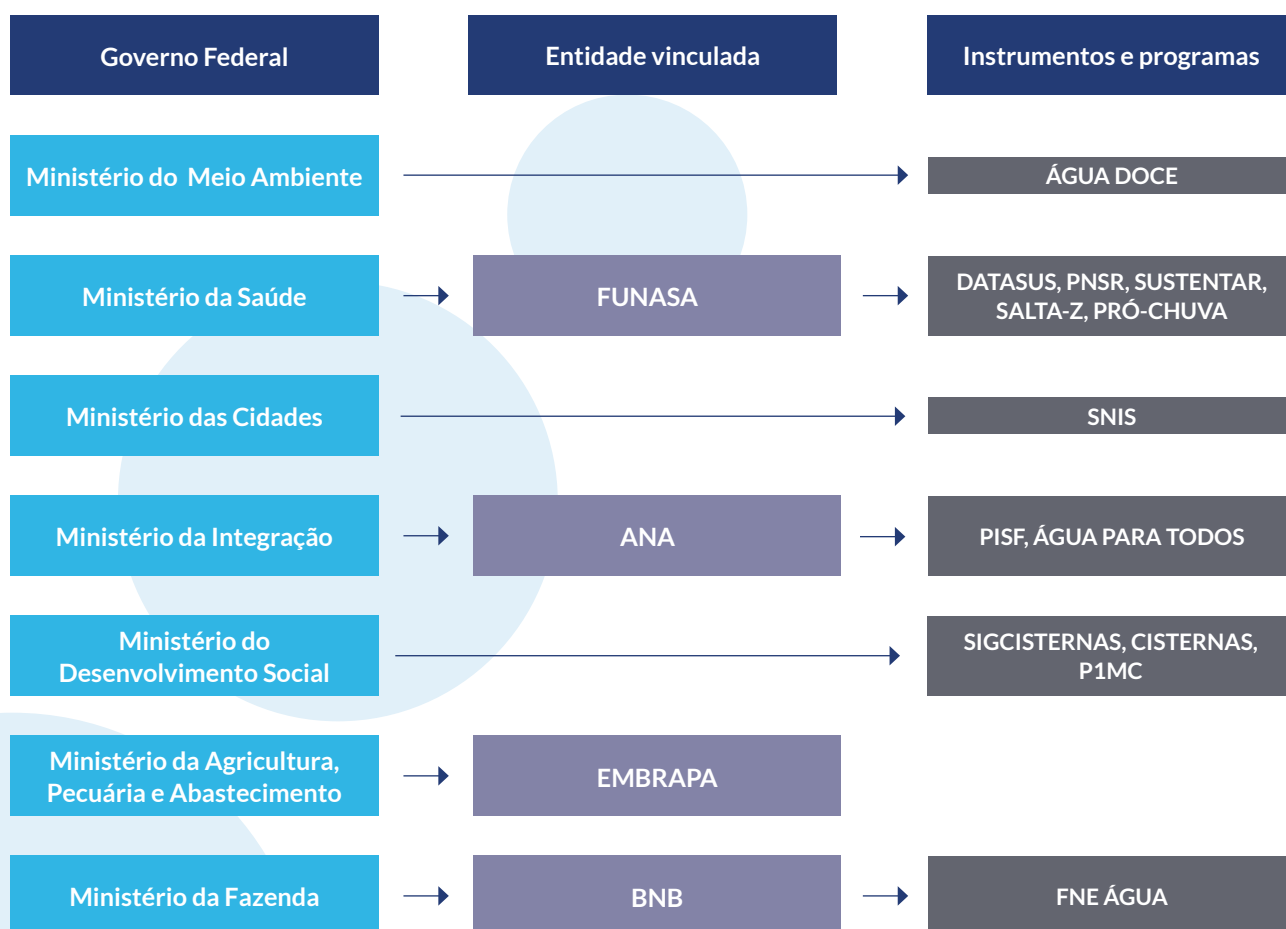 Governo Federal
Entidade vinculada
Instrumentos e programas
Ministério do Meio Ambiente
ÁGUA DOCE
Ministério da Saúde
FUNASA
DATASUS, PNSR, SUSTENTAR,
SALTA-Z, PRÓ-CHUVA
Ministério das Cidades
SNIS
Ministério da Integração
ANA
PISF, ÁGUA PARA TODOS
Ministério do
Desenvolvimento Social
SIGCISTERNAS, CISTERNAS,
P1MC
Ministério da Agricultura,
Pecuária e Abastecimento
EMBRAPA
Ministério da Fazenda
BNB
FNE ÁGUA